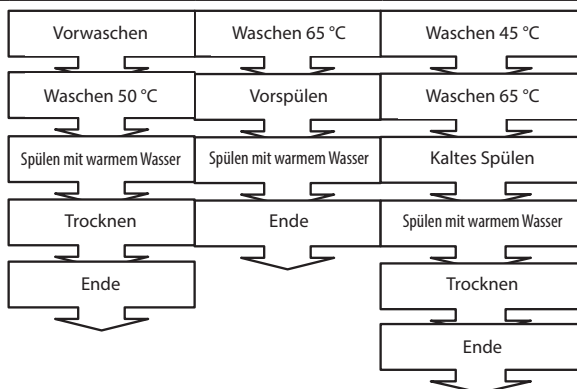 Vorwaschen
Waschen 50 °C
Spülen mit warmem Wasser
Trocknen
Ende
Waschen 65 °C
Vorspülen
Spülen mit warmem Wasser
Ende
Waschen 45 °C
Waschen 65 °C
Kaltes Spülen
Spülen mit warmem Wasser
Trocknen
Ende